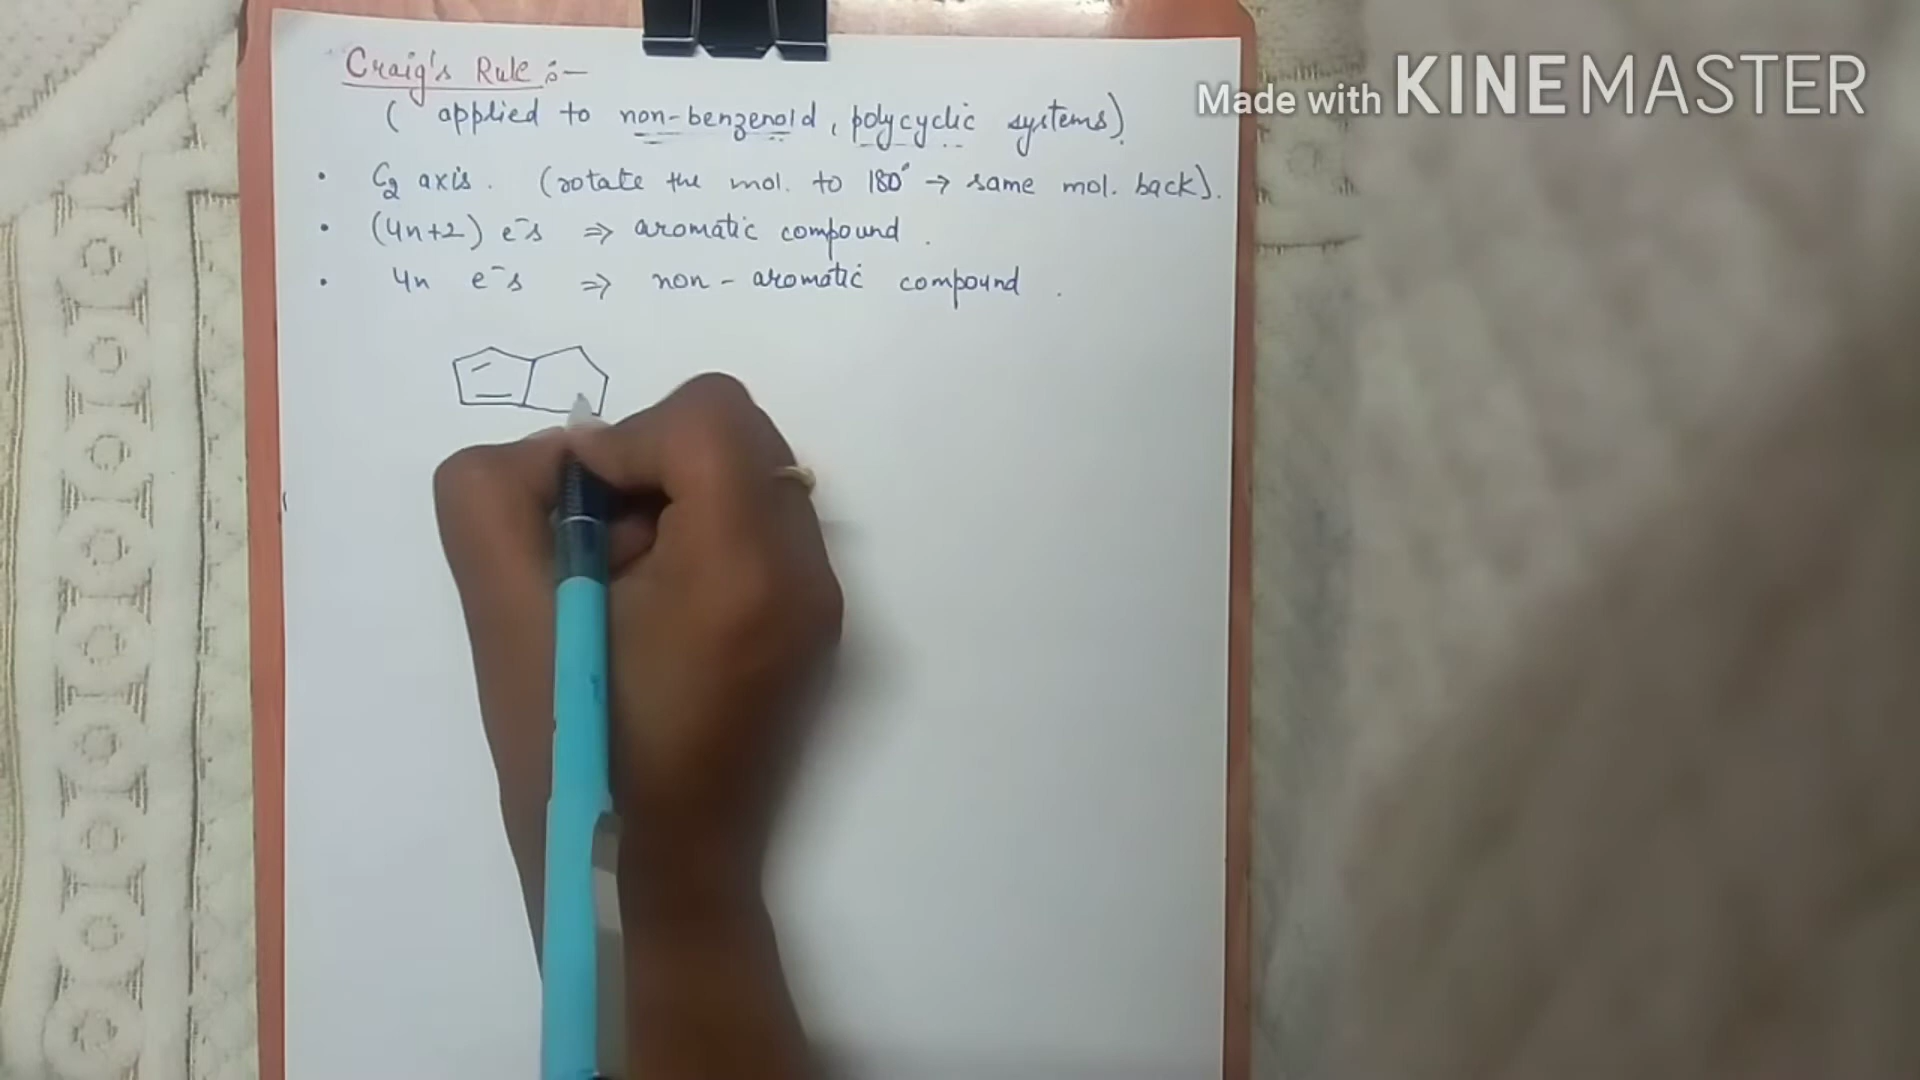 Craig's Rule :-
( applied to non-benzenoid, polycyclic systems).
• C2 axis. (rotate the mol. to 180° → same mol. back).
• (4n+2) e⁻s ⇒ aromatic compound.
• 4n e⁻s ⇒ non-aromatic compound.
Made with KINEMASTER